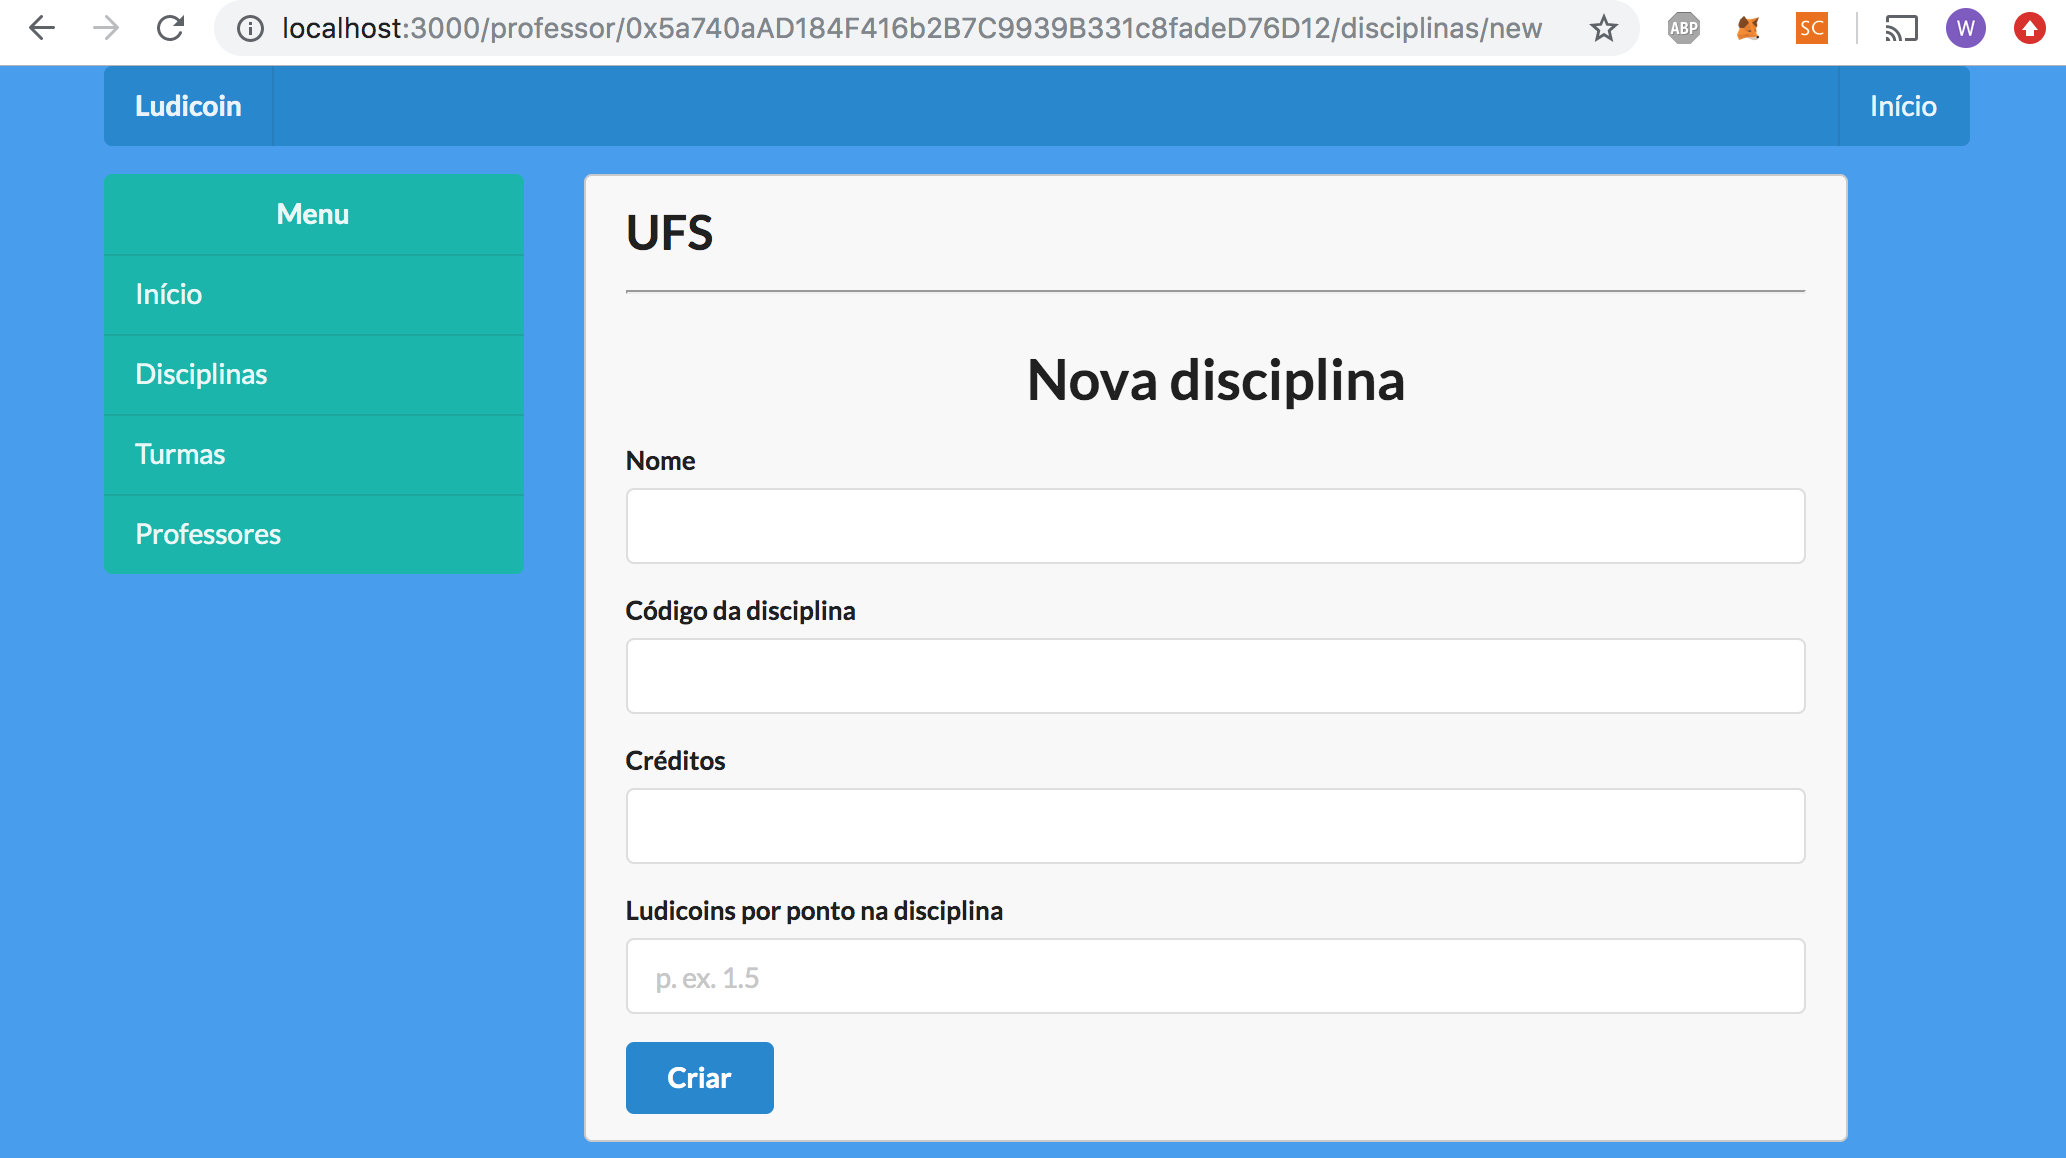 localhost:3000/professor/0x5a740aAD184F416b2B7C9939B331c8fadeD76D12/disciplinas/new
ABP
SC
W
Ludicoin
Início
Menu
Início
Disciplinas
Turmas
Professores
UFS
Nova disciplina
Nome
Código da disciplina
Créditos
Ludicoins por ponto na disciplina
p. ex. 1.5
Criar